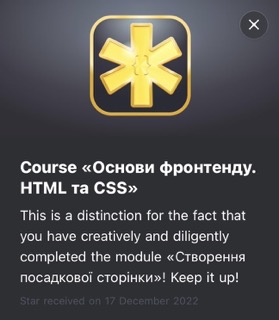 Course «Основи фронтенду.
HTML та CSS»
This is a distinction for the fact that
you have creatively and diligently
completed the module «Створення
посадкової сторінки»! Keep it up!
Star received on 17 December 2022